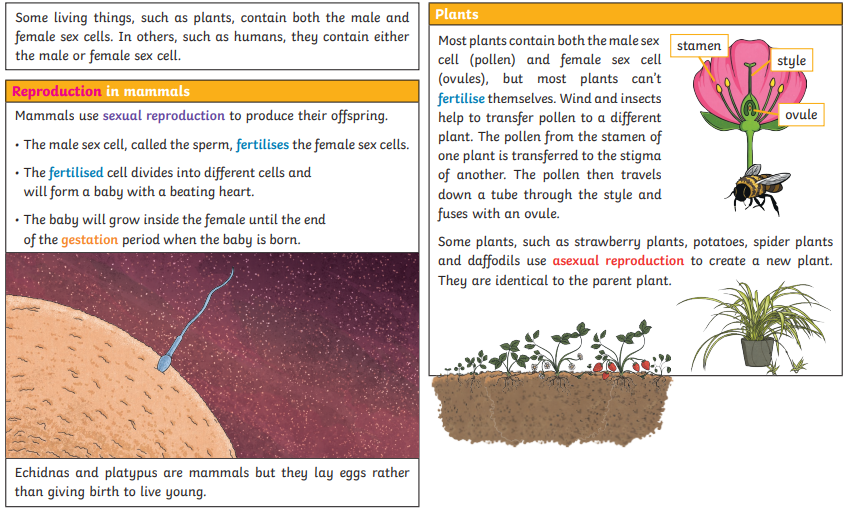 Some living things, such as plants, contain both the male and
female sex cells. In others, such as humans, they contain either
the male or female sex cell.
Reproduction in mammals
Mammals use sexual reproduction to produce their offspring.
• The male sex cell, called the sperm, fertilises the female sex cells.
• The fertilised cell divides into different cells and
will form a baby with a beating heart.
• The baby will grow inside the female until the end
of the gestation period when the baby is born.
Echidnas and platypus are mammals but they lay eggs rather
than giving birth to live young.
Plants
Most plants contain both the male sex
cell (pollen) and female sex cell
(ovules), but most plants can't
fertilise themselves. Wind and insects
help to transfer pollen to a different
plant. The pollen from the stamen of
one plant is transferred to the stigma
of another. The pollen then travels
down a tube through the style and
fuses with an ovule.
stamen
style
ovule
Some plants, such as strawberry plants, potatoes, spider plants
and daffodils use asexual reproduction to create a new plant.
They are identical to the parent plant.